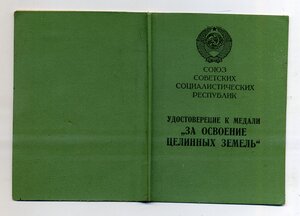 СОЮЗ
СОВЕТСКИХ
СОЦИАЛИСТИЧЕСКИХ
РЕСПУБЛИК
УДОСТОВЕРЕНИЕ К МЕДАЛИ
„ЗА ОСВОЕНИЕ
ЦЕЛИННЫХ ЗЕМЕЛЬ“